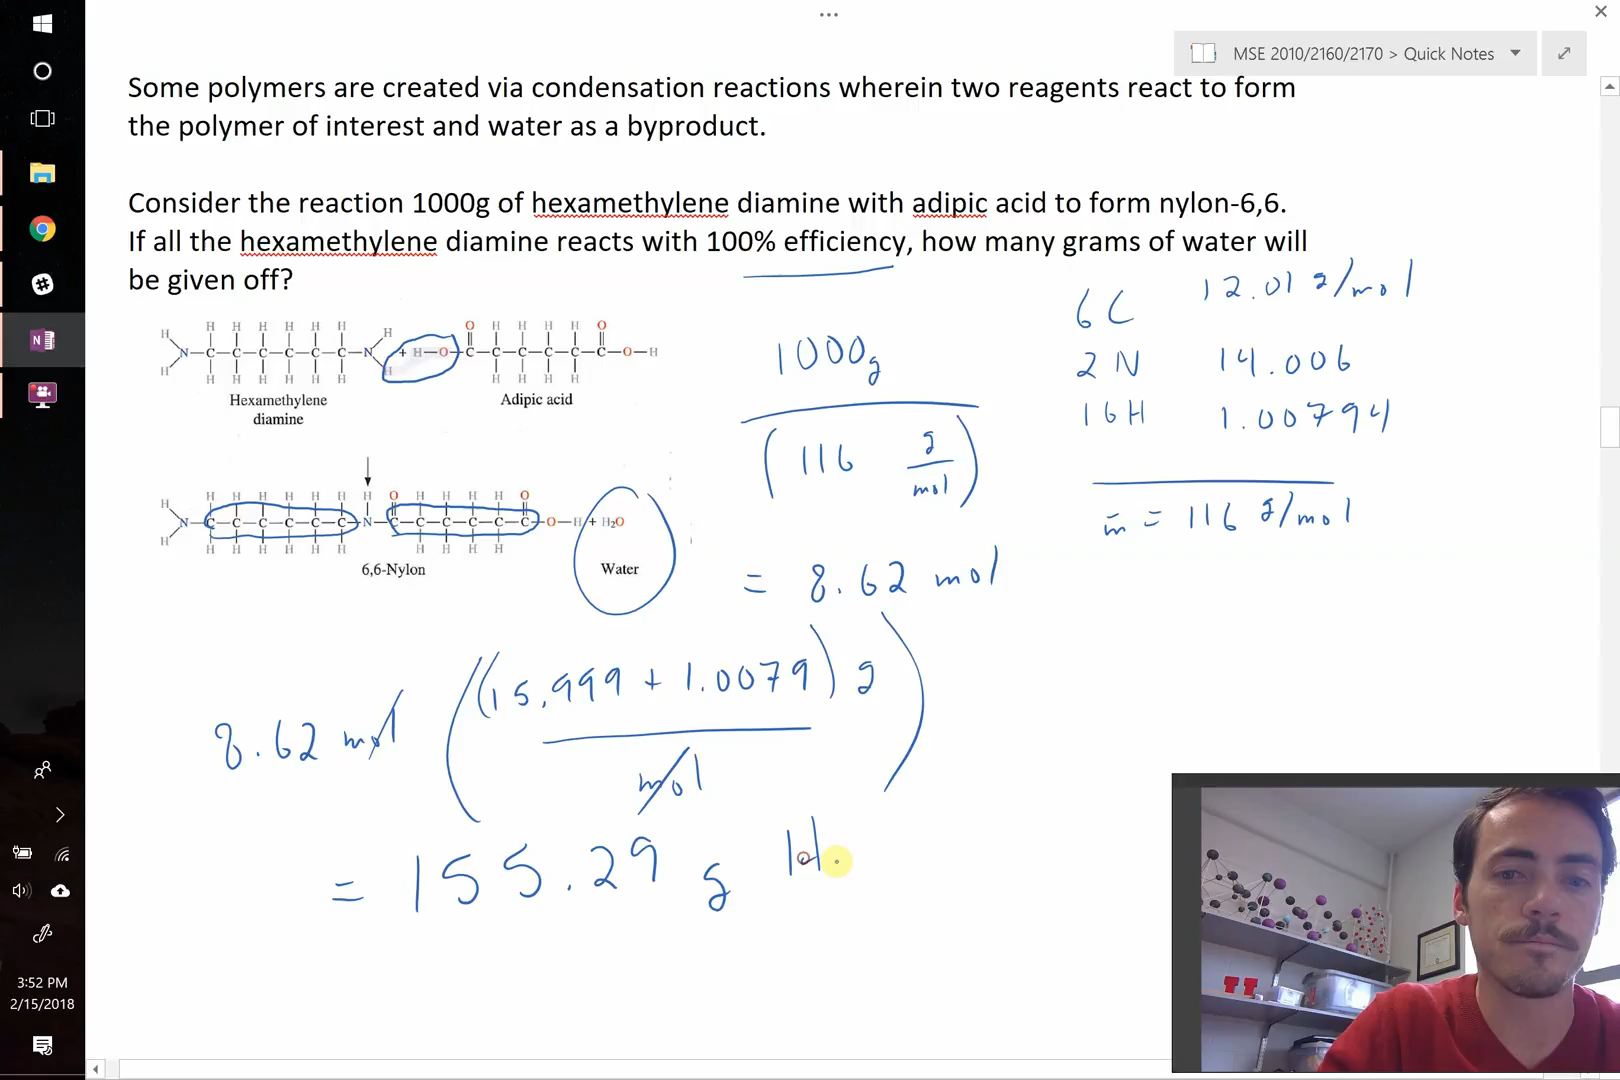 ...
MSE 2010/2160/2170 > Quick Notes
Some polymers are created via condensation reactions wherein two reagents react to form
the polymer of interest and water as a byproduct.
Consider the reaction 1000g of hexamethylene diamine with adipic acid to form nylon-6,6.
If all the hexamethylene diamine reacts with 100% efficiency, how many grams of water will
be given off?
H H H H H H H H O H H H H O
H N-C-C-C-C-C-C-N + H-O-C-C-C-C-C-C-O-H
H H H H H H H H H H H H
Hexamethylene
diamine
Adipic acid
H H H H H H H H O H H H H O
N-C-C-C-C-C-C-N-C-C-C-C-C-C-O-H + H₂O
H H H H H H H H H H H
6,6-Nylon
Water
1000g
(116 g/mol)
= 8.62 mol
6C 12.01 g/mol
2N 14.006
16H 1.00794
m̄ = 116 g/mol
8.62 mol ((15.999 + 1.0079) g / mol)
= 155.29 g H
3:52 PM
2/15/2018